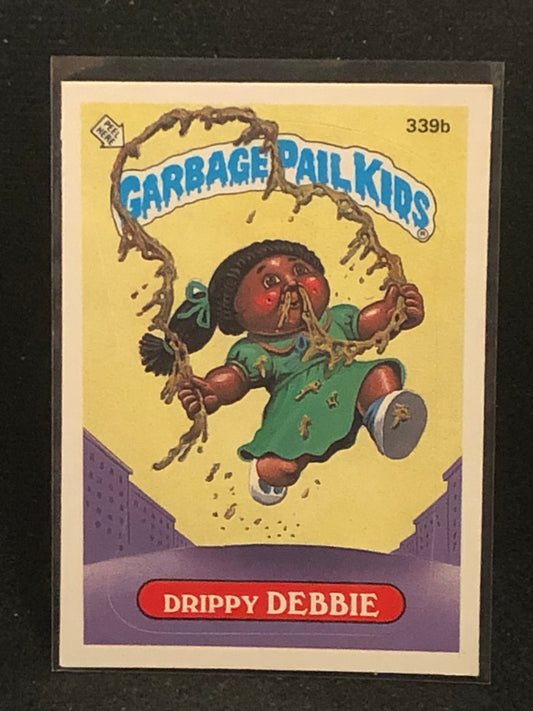 PEEL
HERE
339b
GARBAGE PAIL KIDS
®
DRIPPY DEBBIE